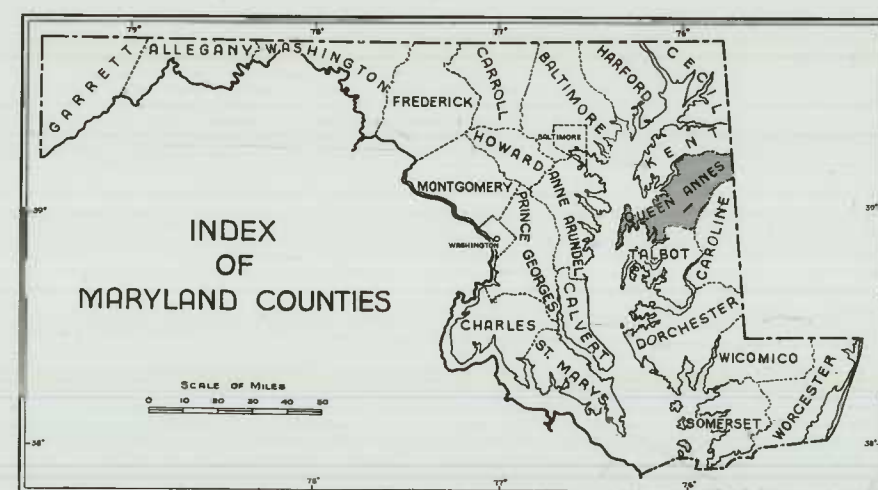 79° 78° 77 76
GARRETT
ALLEGANY
WASHINGTON
FREDERICK
CARROLL
BALTIMORE
HARFORD
CECIL
BALTIMORE
HOWARD
KENT
MONTGOMERY
ANNE ARUNDEL
QUEEN ANNES
39° 39°
PRINCE GEORGES
WASHINGTON
TALBOT
CAROLINE
INDEX
OF
MARYLAND COUNTIES
CALVERT
CHARLES
DORCHESTER
ST. MARYS
WICOMICO
SCALE OF MILES
0 10 20 30 40 50
SOMERSET
WORCESTER
38° 38°
78° 77 76